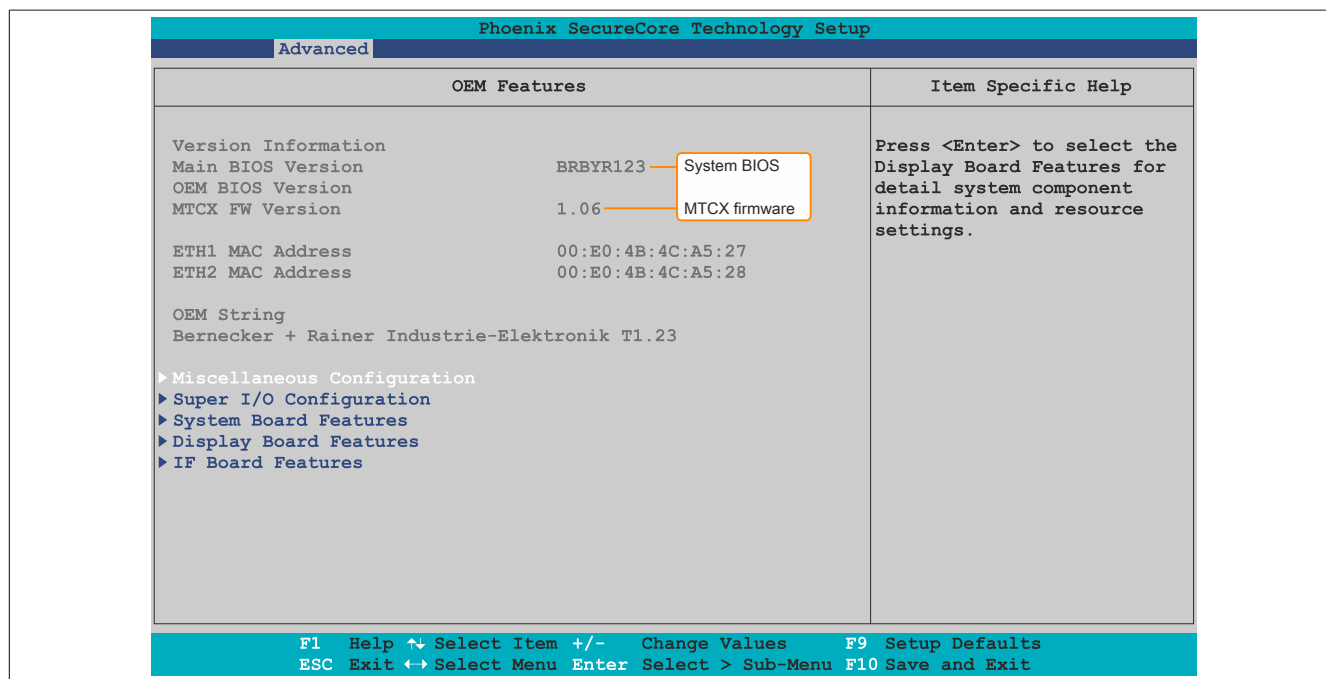 Phoenix SecureCore Technology Setup
Advanced
OEM Features
Item Specific Help
Version Information
Main BIOS Version BRBYR123 System BIOS
OEM BIOS Version
MTCX FW Version 1.06 MTCX firmware
ETH1 MAC Address 00:E0:4B:4C:A5:27
ETH2 MAC Address 00:E0:4B:4C:A5:28
OEM String
Bernecker + Rainer Industrie-Elektronik T1.23
Miscellaneous Configuration
Super I/O Configuration
System Board Features
Display Board Features
IF Board Features
Press <Enter> to select the
Display Board Features for
detail system component
information and resource
settings.
F1 Help Select Item +/- Change Values F9 Setup Defaults
ESC Exit Select Menu Enter Select > Sub-Menu F10 Save and Exit